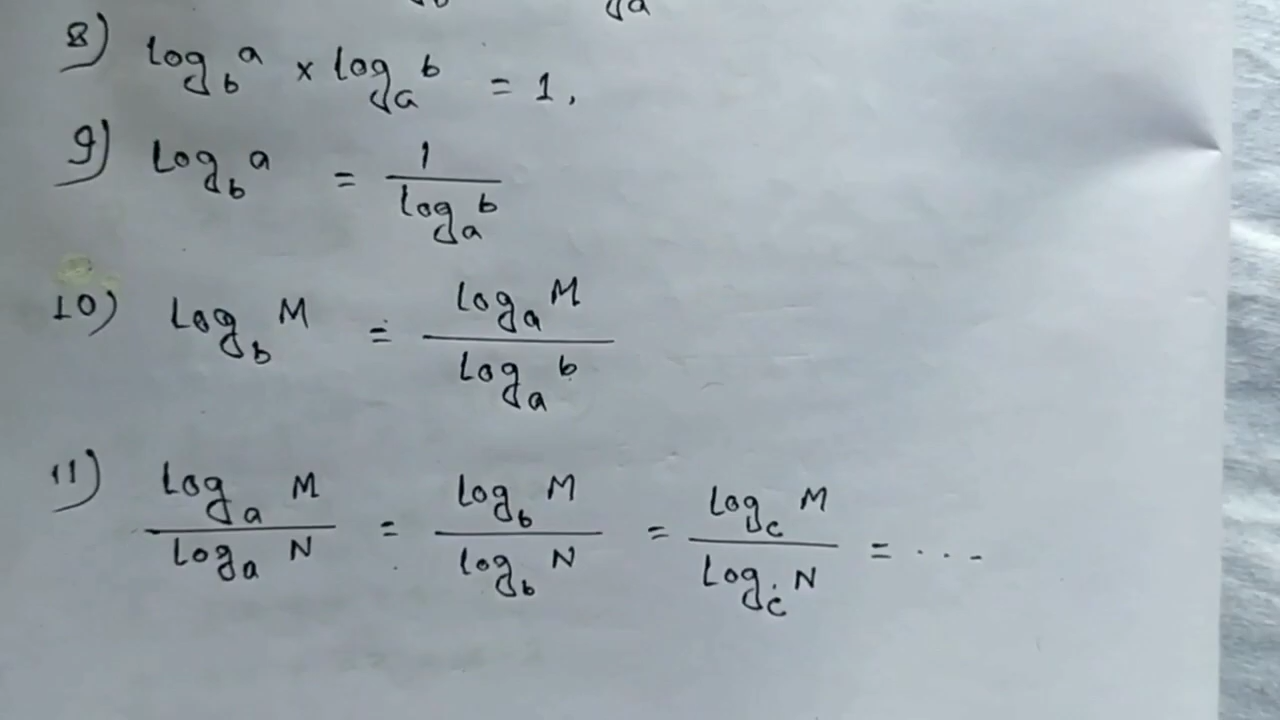 8) log_b a × log_a b = 1,
9) Log_b a = 1 / log_a b
10) Log_b M = log_a M / Log_a b
11) Log_a M / Log_a N = Log_b M / log_b N = Log_c M / Log_c N = ...